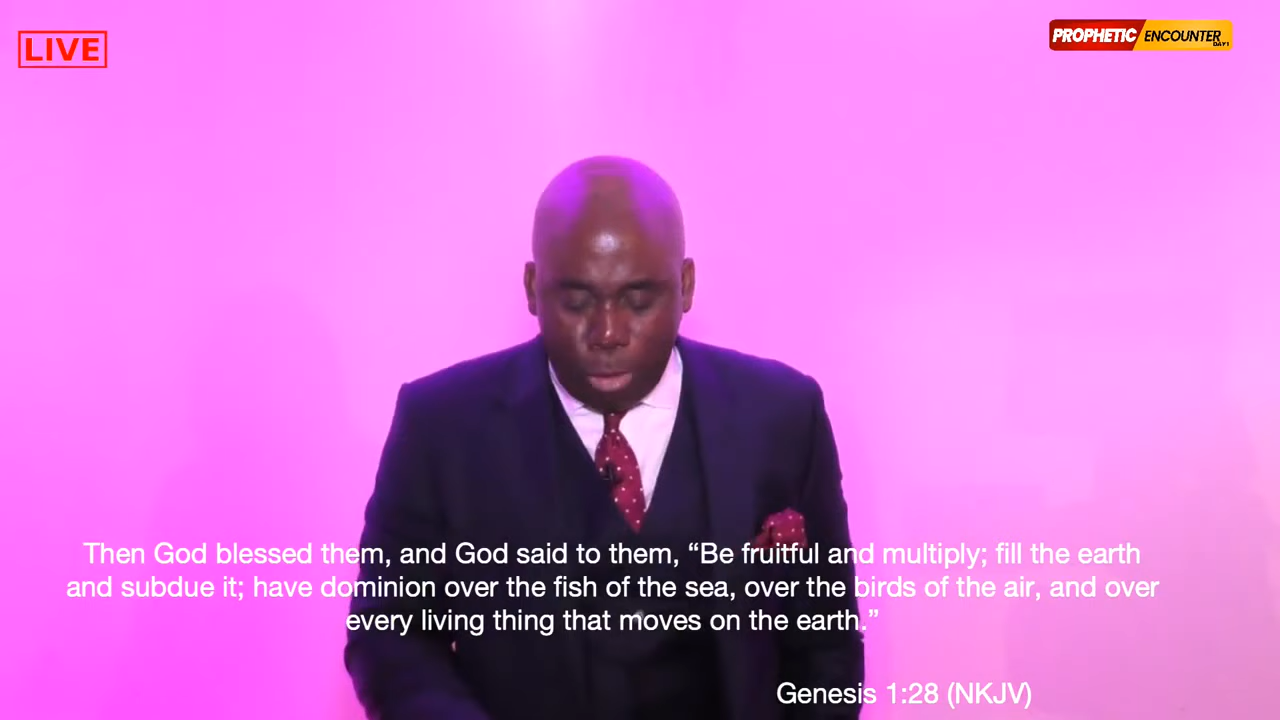 LIVE
PROPHETIC ENCOUNTER
DAY1
Then God blessed them, and God said to them, “Be fruitful and multiply; fill the earth
and subdue it; have dominion over the fish of the sea, over the birds of the air, and over
every living thing that moves on the earth.”
Genesis 1:28 (NKJV)